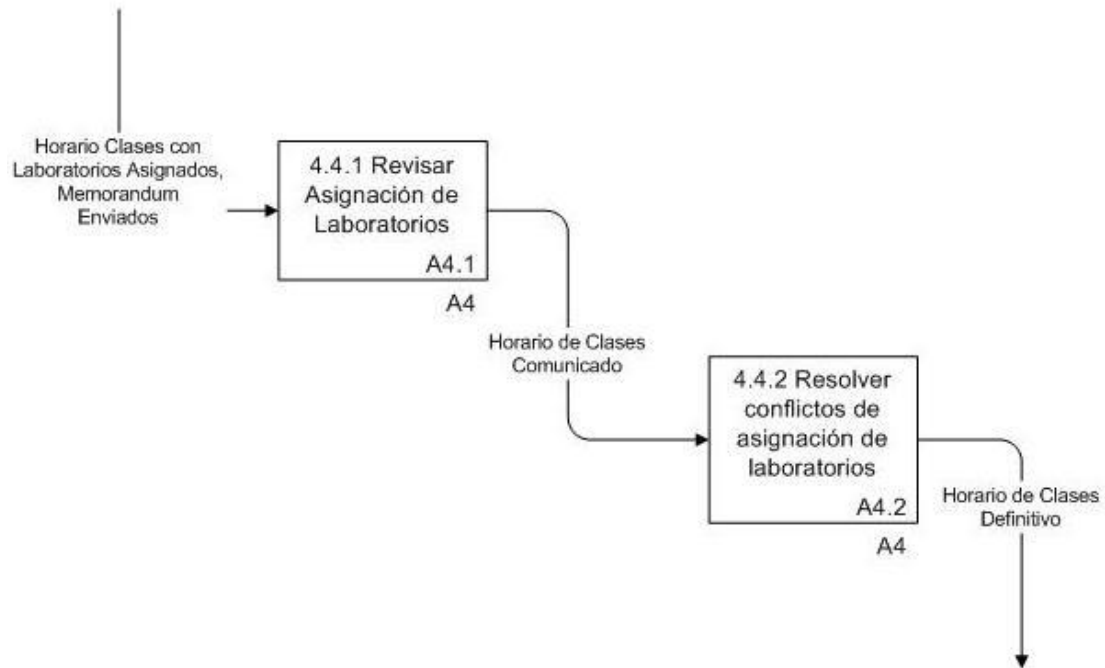 Horario Clases con
Laboratorios Asignados,
Memorandum
Enviados
4.4.1 Revisar
Asignación de
Laboratorios
A4.1
A4
Horario de Clases
Comunicado
4.4.2 Resolver
conflictos de
asignación de
laboratorios
A4.2
A4
Horario de Clases
Definitivo